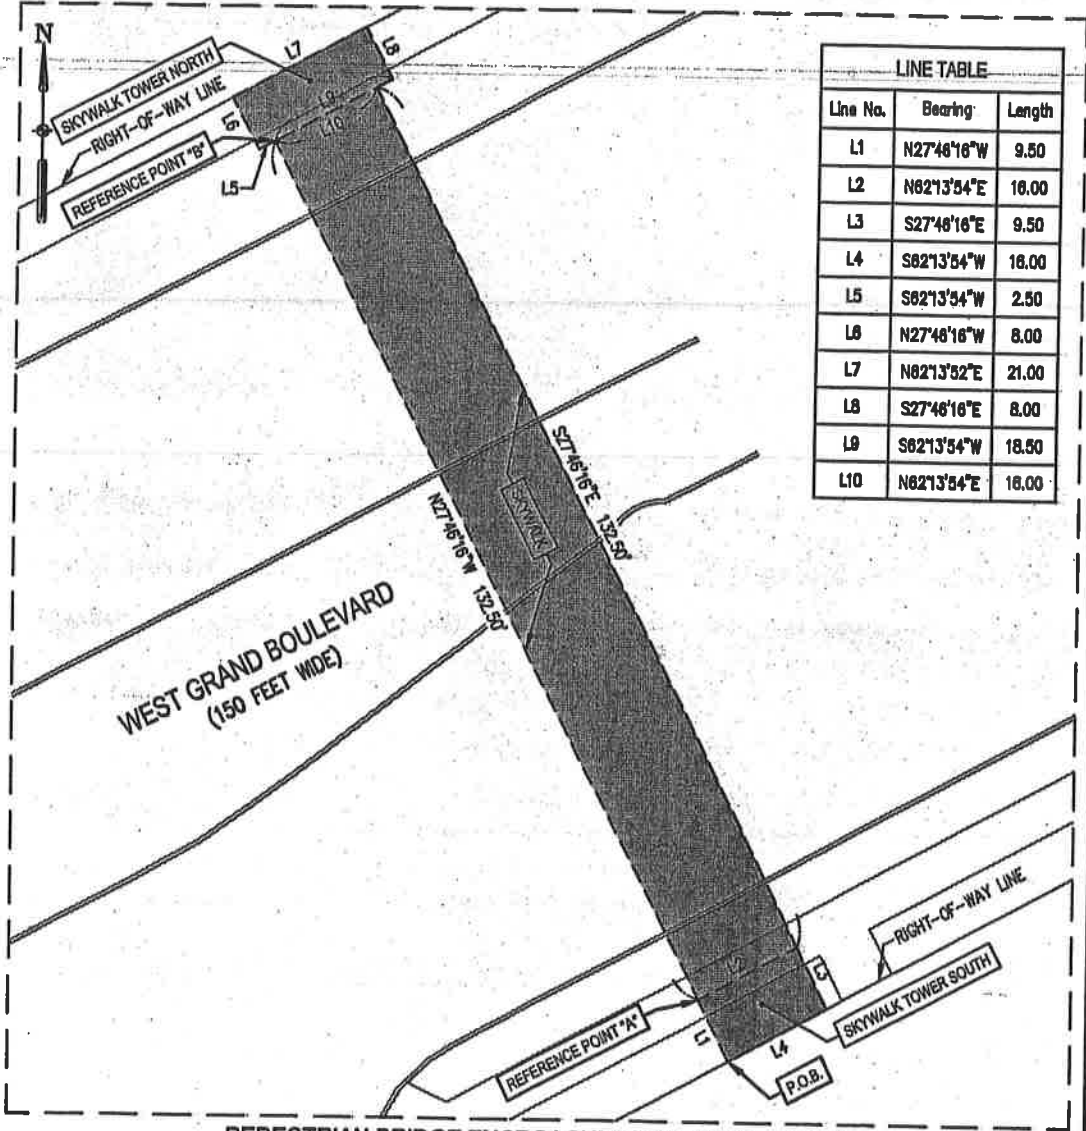 N
SKYWALK TOWER NORTH
RIGHT-OF-WAY LINE
REFERENCE POINT "B"
L5
L6
L7
L8
L9
L10
LINE TABLE
Line No. Bearing Length
L1 N27°46'16"W 9.50
L2 N62°13'54"E 16.00
L3 S27°46'16"E 9.50
L4 S62°13'54"W 16.00
L5 S62°13'54"W 2.50
L6 N27°46'16"W 8.00
L7 N62°13'52"E 21.00
L8 S27°46'16"E 8.00
L9 S62°13'54"W 18.50
L10 N62°13'54"E 16.00
S27°46'16"E 132.50'
SKYWALK
N27°46'16"W 132.50'
WEST GRAND BOULEVARD
(150 FEET WIDE)
RIGHT-OF-WAY LINE
L2
L3
SKYWALK TOWER SOUTH
REFERENCE POINT "A"
L1
L4
P.O.B.